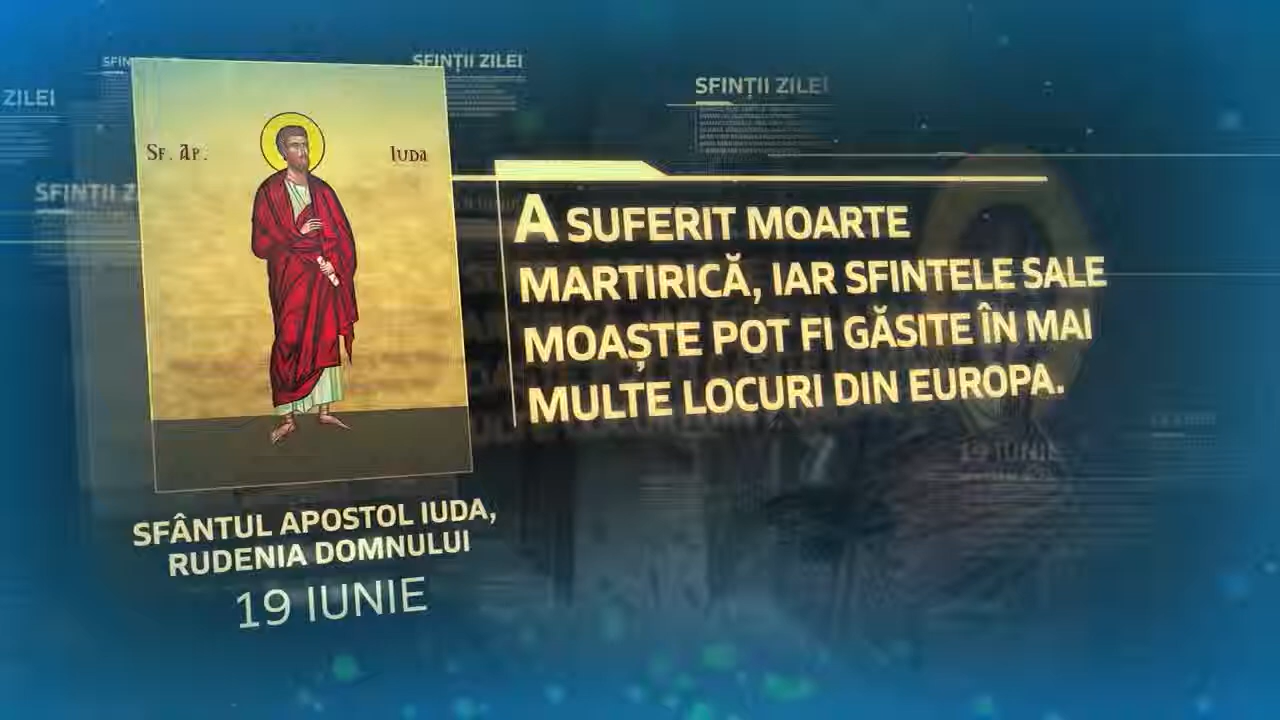 SFINȚII ZILEI
SFINȚII ZILEI
ZILEI
SFINȚII
SF. AP. IUDA
A SUFERIT MOARTE
MARTIRICĂ, IAR SFINTELE SALE
MOAȘTE POT FI GĂSITE ÎN MAI
MULTE LOCURI DIN EUROPA.
19 IUNIE
SFÂNTUL APOSTOL IUDA,
RUDENIA DOMNULUI
19 IUNIE